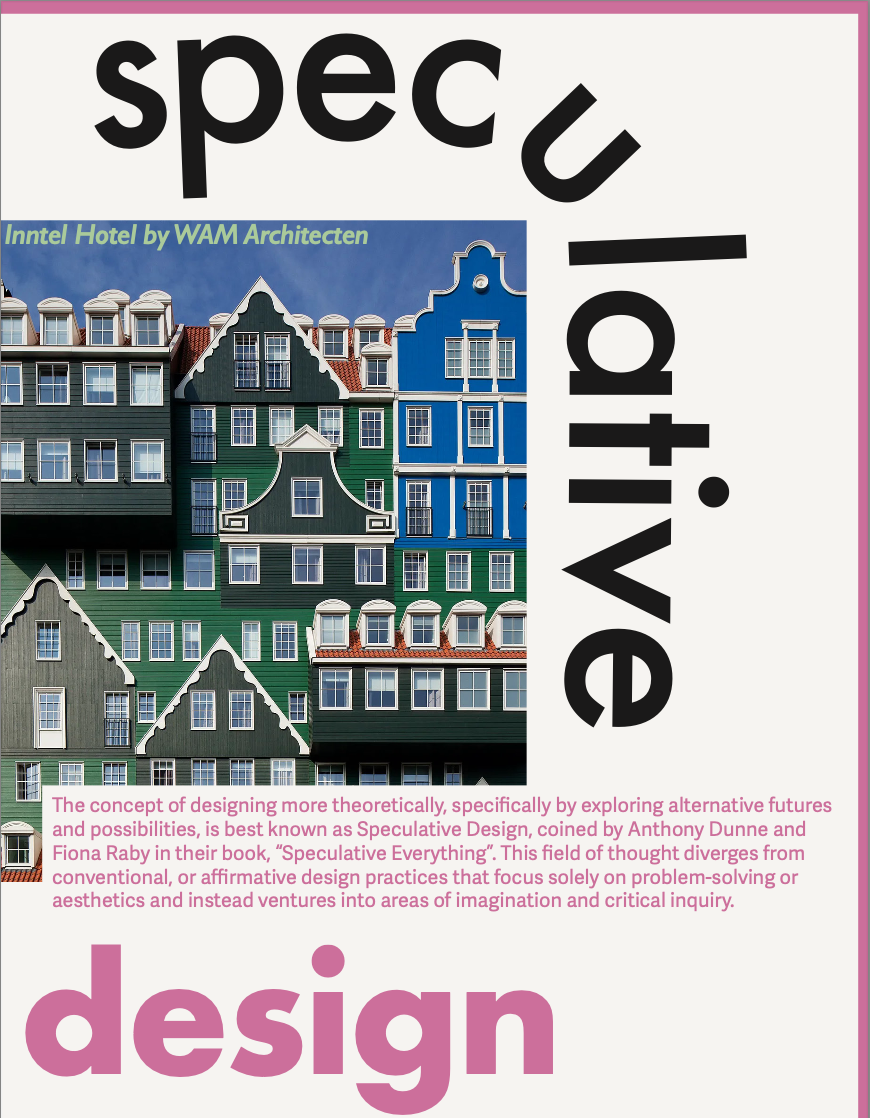 speculative
Inntel Hotel by WAM Architecten
The concept of designing more theoretically, specifically by exploring alternative futures
and possibilities, is best known as Speculative Design, coined by Anthony Dunne and
Fiona Raby in their book, “Speculative Everything”. This field of thought diverges from
conventional, or affirmative design practices that focus solely on problem-solving or
aesthetics and instead ventures into areas of imagination and critical inquiry.
design